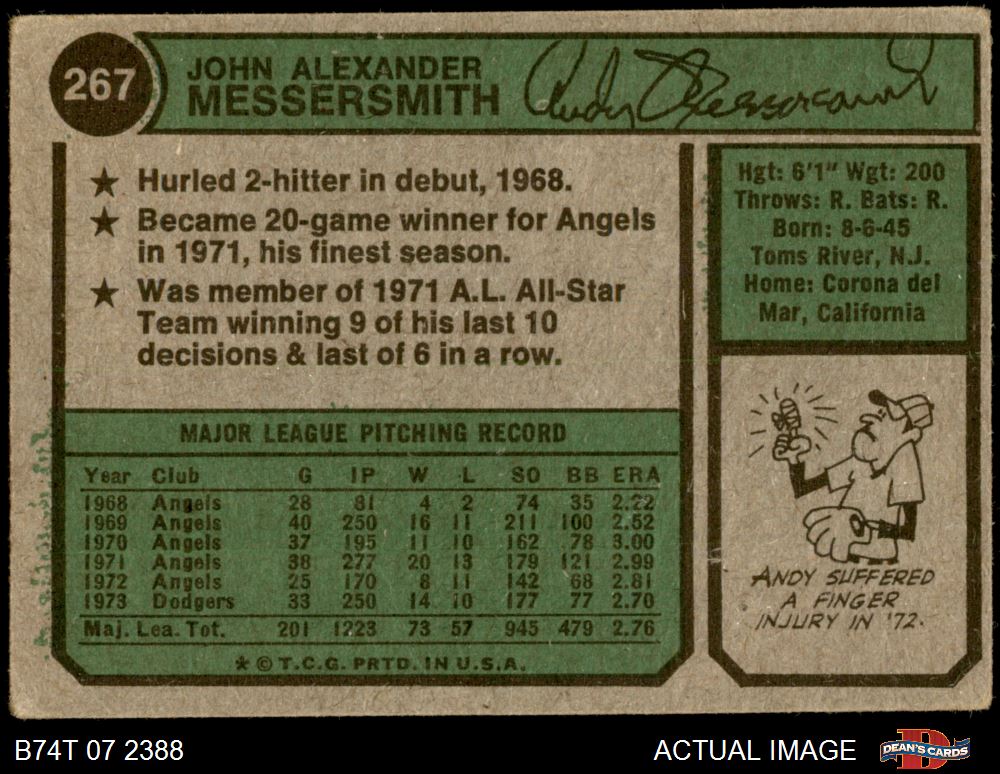 267
JOHN ALEXANDER
MESSERSMITH
Andy Messersmith
★ Hurled 2-hitter in debut, 1968.
★ Became 20-game winner for Angels
in 1971, his finest season.
★ Was member of 1971 A.L. All-Star
Team winning 9 of his last 10
decisions & last of 6 in a row.
Hgt: 6'1" Wgt: 200
Throws: R. Bats: R.
Born: 8-6-45
Toms River, N.J.
Home: Corona del
Mar, California
MAJOR LEAGUE PITCHING RECORD
Year Club G IP W L SO BB ERA
1968 Angels 28 81 4 2 74 35 2.22
1969 Angels 40 250 16 11 211 100 2.52
1970 Angels 37 195 11 10 162 78 3.00
1971 Angels 38 277 20 13 179 121 2.99
1972 Angels 25 170 8 11 142 68 2.81
1973 Dodgers 33 250 14 10 177 77 2.70
Maj. Lea. Tot. 201 1223 73 57 945 479 2.76
★ © T.C.G. PRTD. IN U.S.A.
ANDY SUFFERED
A FINGER
INJURY IN '72.
B74T 07 2388
ACTUAL IMAGE
DEAN'S CARDS